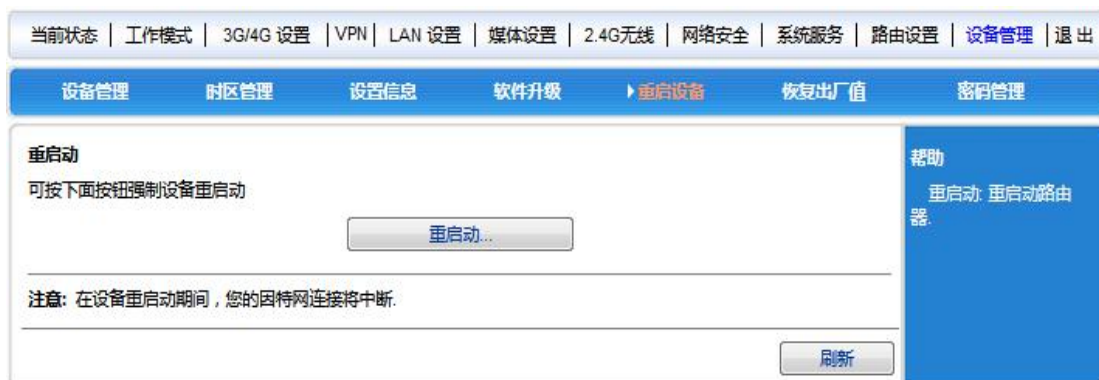 当前状态 | 工作模式 | 3G/4G 设置 | VPN | LAN 设置 | 媒体设置 | 2.4G无线 | 网络安全 | 系统服务 | 路由设置 | 设备管理 | 退 出
设备管理 时区管理 设置信息 软件升级 重启设备 恢复出厂值 密码管理
重启动
可按下面按钮强制设备重启动
重启动...
注意: 在设备重启动期间，您的因特网连接将中断.
刷新
帮助
重启动: 重启动路由
器.